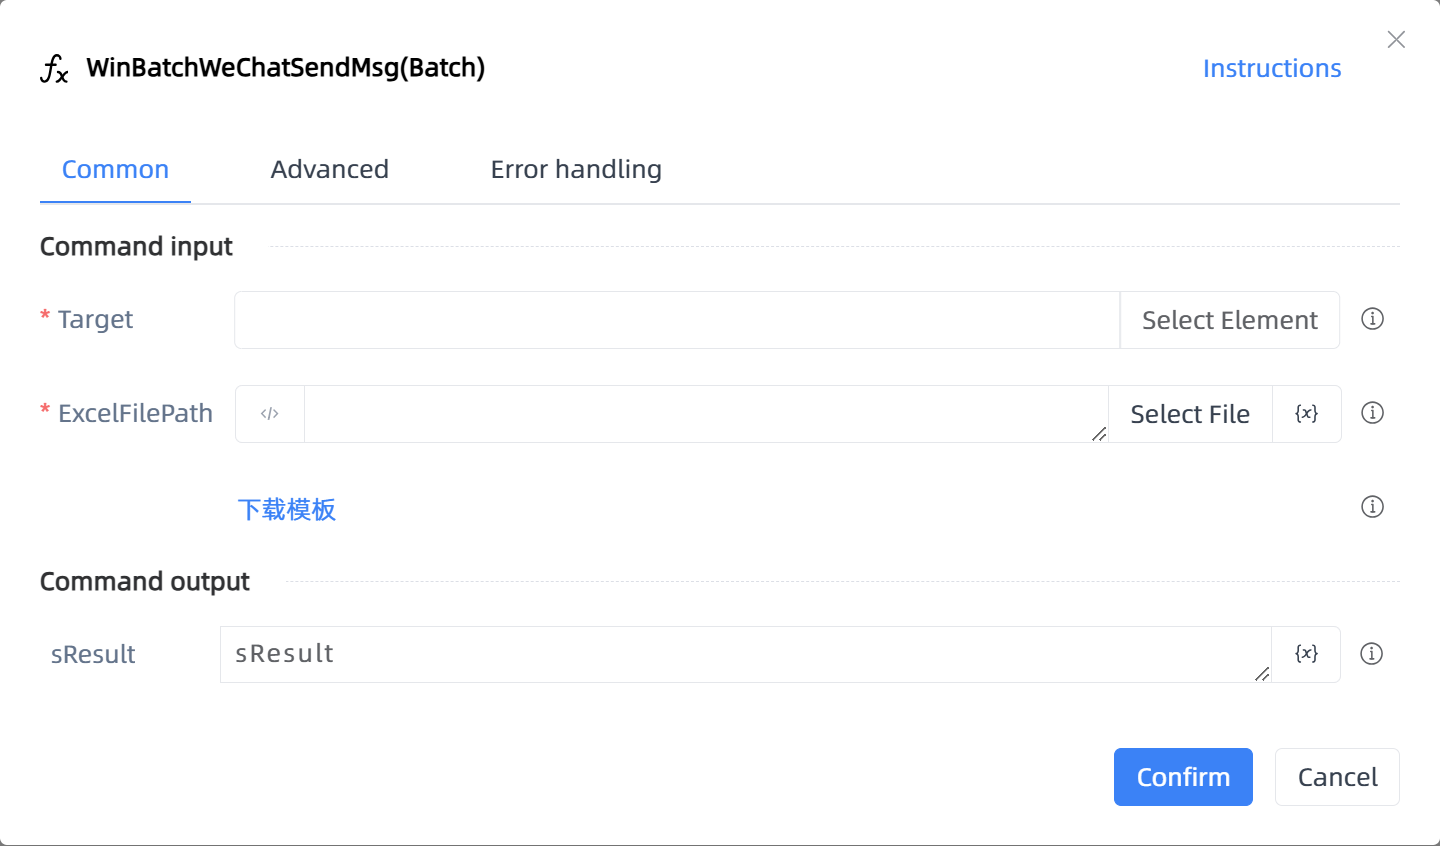 fx WinBatchWeChatSendMsg(Batch)
Instructions
Common
Advanced
Error handling
Command input
* Target
Select Element
* ExcelFilePath
</>
Select File
{x}
下载模板
Command output
sResult
sResult
{x}
Confirm
Cancel